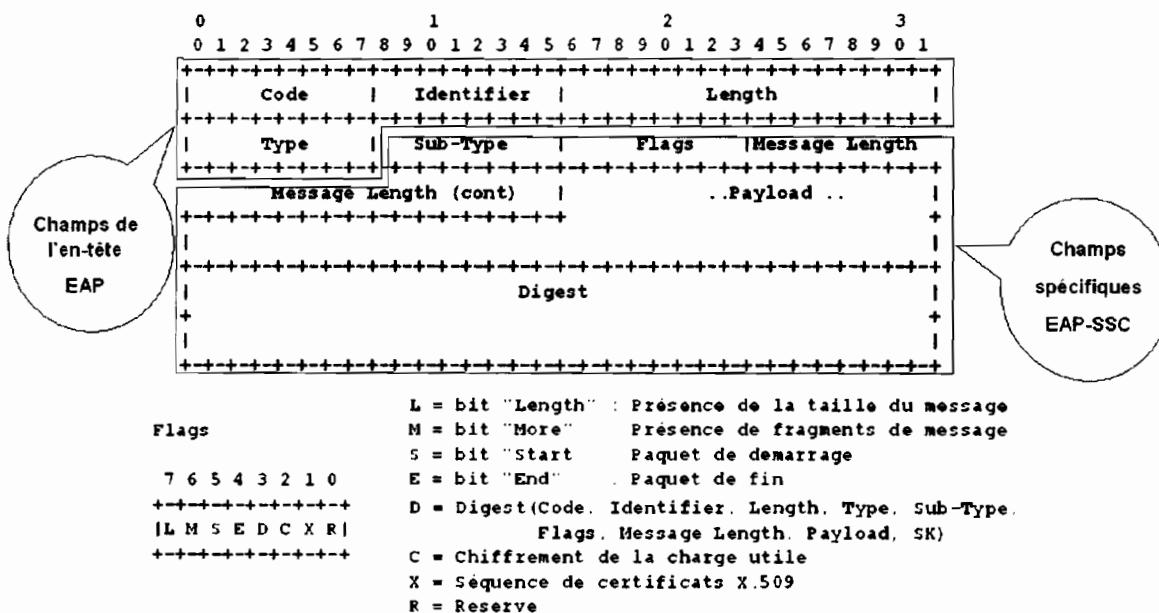 0 1 2 3
0 1 2 3 4 5 6 7 8 9 0 1 2 3 4 5 6 7 8 9 0 1 2 3 4 5 6 7 8 9 0 1
+-+-+-+-+-+-+-+-+-+-+-+-+-+-+-+-+-+-+-+-+-+-+-+-+-+-+-+-+-+-+-+-+
| Code | Identifier | Length |
+-+-+-+-+-+-+-+-+-+-+-+-+-+-+-+-+-+-+-+-+-+-+-+-+-+-+-+-+-+-+-+-+
| Type | Sub-Type | Flags |Message Length
+-+-+-+-+-+-+-+-+-+-+-+-+-+-+-+-+-+-+-+-+-+-+-+-+-+-+-+-+-+-+-+-+
Message Length (cont) | ..Payload .. |
+-+-+-+-+-+-+-+-+-+-+-+-+-+-+-+-+ +
| |
+-+-+-+-+-+-+-+-+-+-+-+-+-+-+-+-+-+-+-+-+-+-+-+-+-+-+-+-+-+-+-+-+
| Digest |
+ +
| |
+-+-+-+-+-+-+-+-+-+-+-+-+-+-+-+-+-+-+-+-+-+-+-+-+-+-+-+-+-+-+-+-+
Champs de
l'en-tête
EAP
Champs
spécifiques
EAP-SSC
Flags
7 6 5 4 3 2 1 0
+-+-+-+-+-+-+-+-+
|L M S E D C X R|
+-+-+-+-+-+-+-+-+
L = bit "Length" : Présence de la taille du message
M = bit "More" Présence de fragments de message
S = bit "Start Paquet de demarrage
E = bit "End" . Paquet de fin
D = Digest(Code, Identifier, Length, Type, Sub-Type,
Flags, Message Length, Payload, SK)
C = Chiffrement de la charge utile
X = Séquence de certificats X.509
R = Reserve